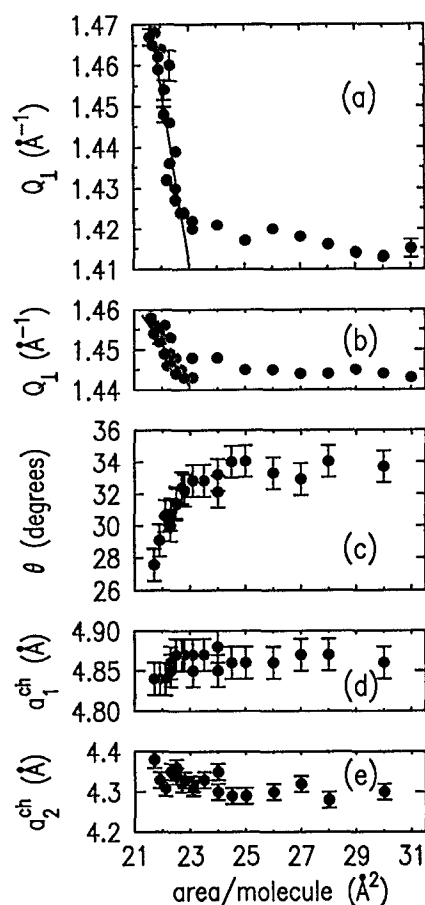 1.47
1.46
1.45
1.44
1.43
1.42
1.41
Q⊥ (Å⁻¹)
(a)
1.46
1.45
1.44
Q⊥ (Å⁻¹)
(b)
36
34
32
30
28
26
θ (degrees)
(c)
4.90
4.85
4.80
a₁ᶜʰ (Å)
(d)
4.4
4.3
4.2
a₂ᶜʰ (Å)
(e)
21 23 25 27 29 31
area/molecule (Å²)